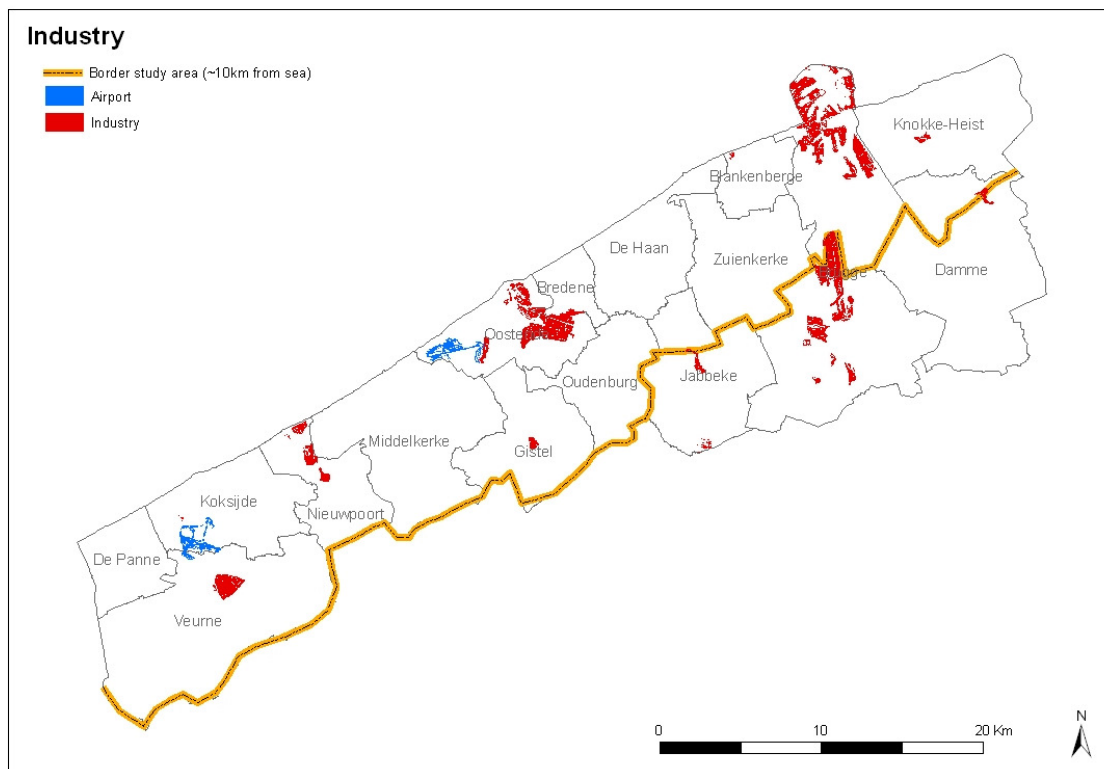 Industry
Border study area (~10km from sea)
Airport
Industry
Knokke-Heist
Blankenberge
De Haan
Zuienkerke
Brugge
Damme
Bredene
Oostende
Oudenburg
Jabbeke
Middelkerke
Gistel
Koksijde
Nieuwpoort
De Panne
Veurne
0 10 20 Km
N